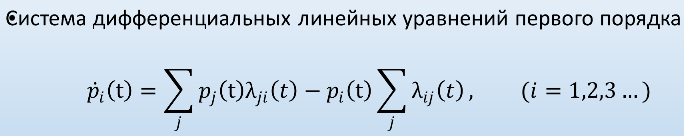 •Система дифференциальных линейных уравнений первого порядка
ṗᵢ(t) = ∑ⱼ pⱼ(t)λⱼᵢ(t) − pᵢ(t) ∑ⱼ λᵢⱼ(t), (i = 1,2,3 …)